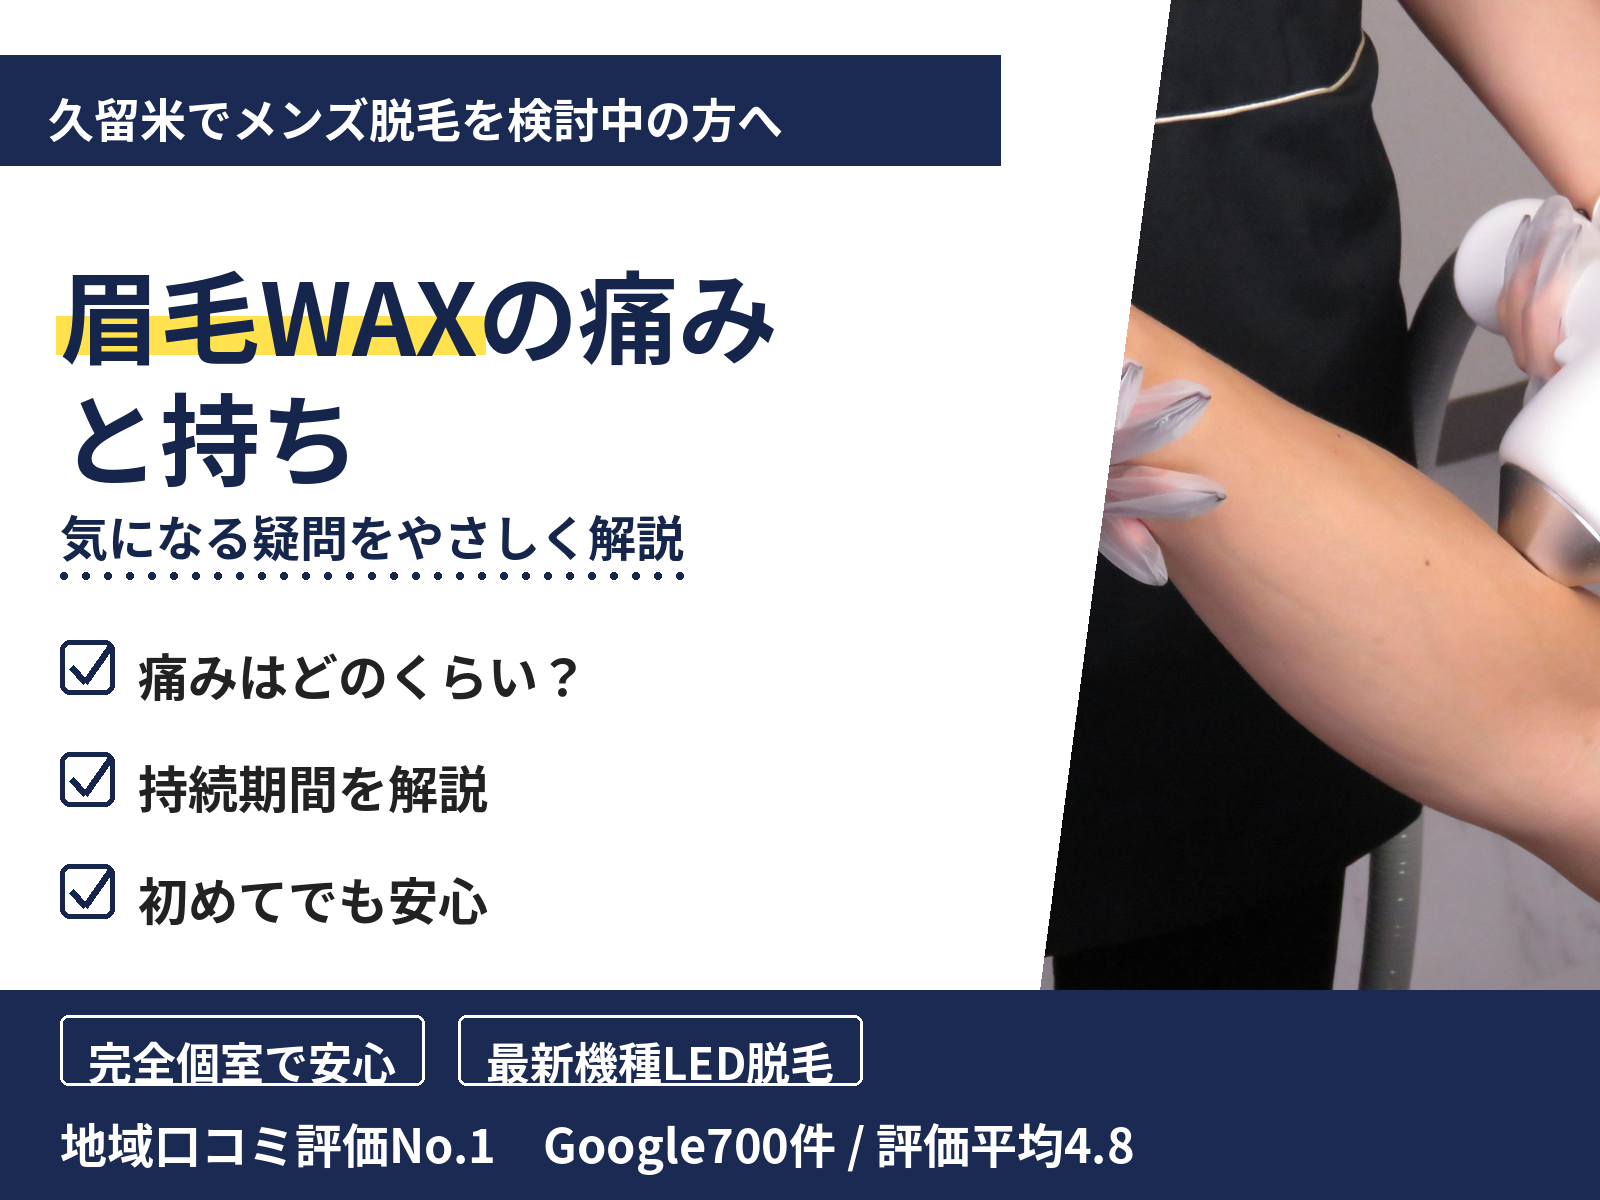 久留米でメンズ脱毛を検討中の方へ
眉毛WAXの痛み
と持ち
気になる疑問をやさしく解説
痛みはどのくらい？
持続期間を解説
初めてでも安心
完全個室で安心
最新機種LED脱毛
地域口コミ評価No.1　Google700件 / 評価平均4.8